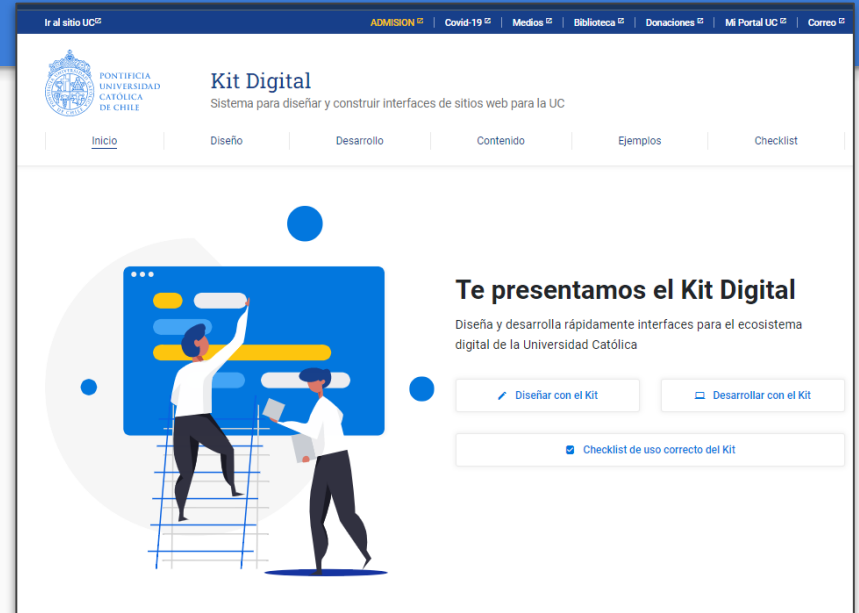 Ir al sitio UC
ADMISION | Covid-19 | Medios | Biblioteca | Donaciones | Mi Portal UC | Correo
PONTIFICIA
UNIVERSIDAD
CATÓLICA
DE CHILE
Kit Digital
Sistema para diseñar y construir interfaces de sitios web para la UC
Inicio Diseño Desarrollo Contenido Ejemplos Checklist
Te presentamos el Kit Digital
Diseña y desarrolla rápidamente interfaces para el ecosistema
digital de la Universidad Católica
Diseñar con el Kit
Desarrollar con el Kit
Checklist de uso correcto del Kit